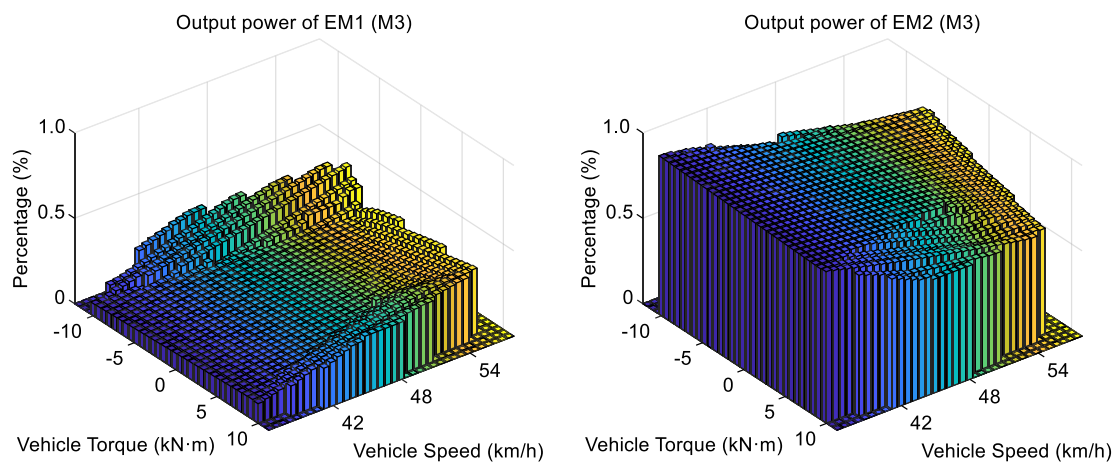 Output power of EM1 (M3)
1.0
0.5
0
Percentage (%)
-10
-5
0
5
10
42
48
54
Vehicle Torque (kN·m)
Vehicle Speed (km/h)
Output power of EM2 (M3)
1.0
0.5
0
Percentage (%)
-10
-5
0
5
10
42
48
54
Vehicle Torque (kN·m)
Vehicle Speed (km/h)